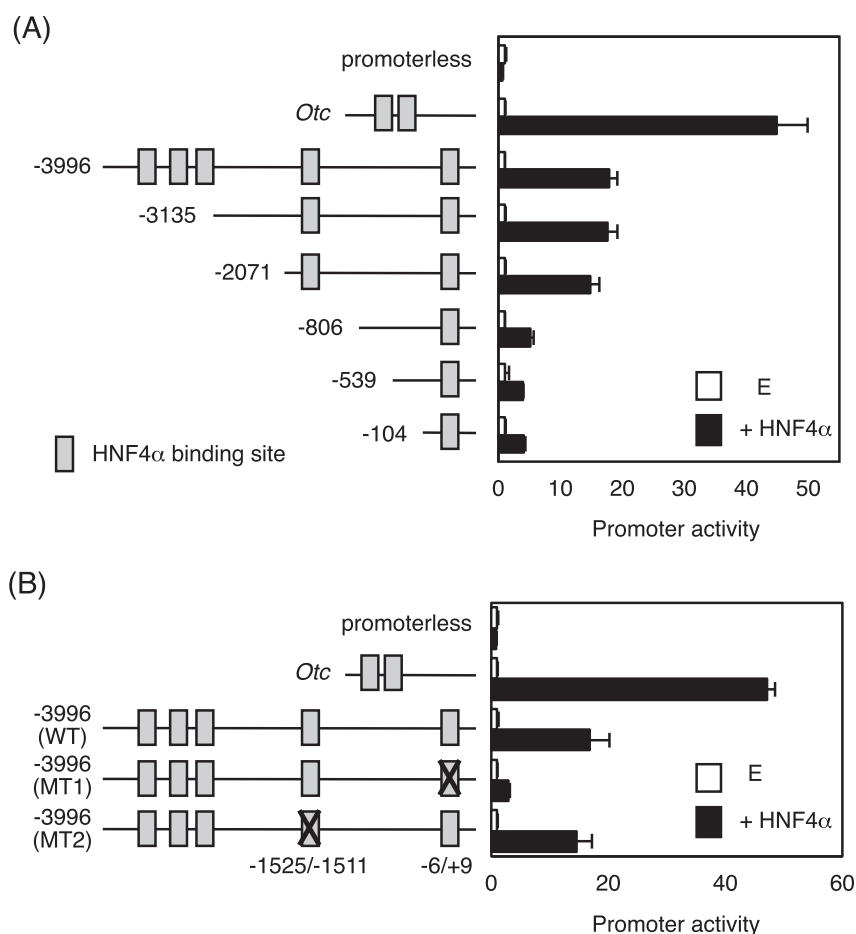 (A)
promoterless
Otc
-3996
-3135
-2071
-806
-539
-104
HNF4α binding site
E
+ HNF4α
0 10 20 30 40 50
Promoter activity
(B)
promoterless
Otc
-3996
(WT)
-3996
(MT1)
-3996
(MT2)
-1525/-1511 -6/+9
E
+ HNF4α
0 20 40 60
Promoter activity